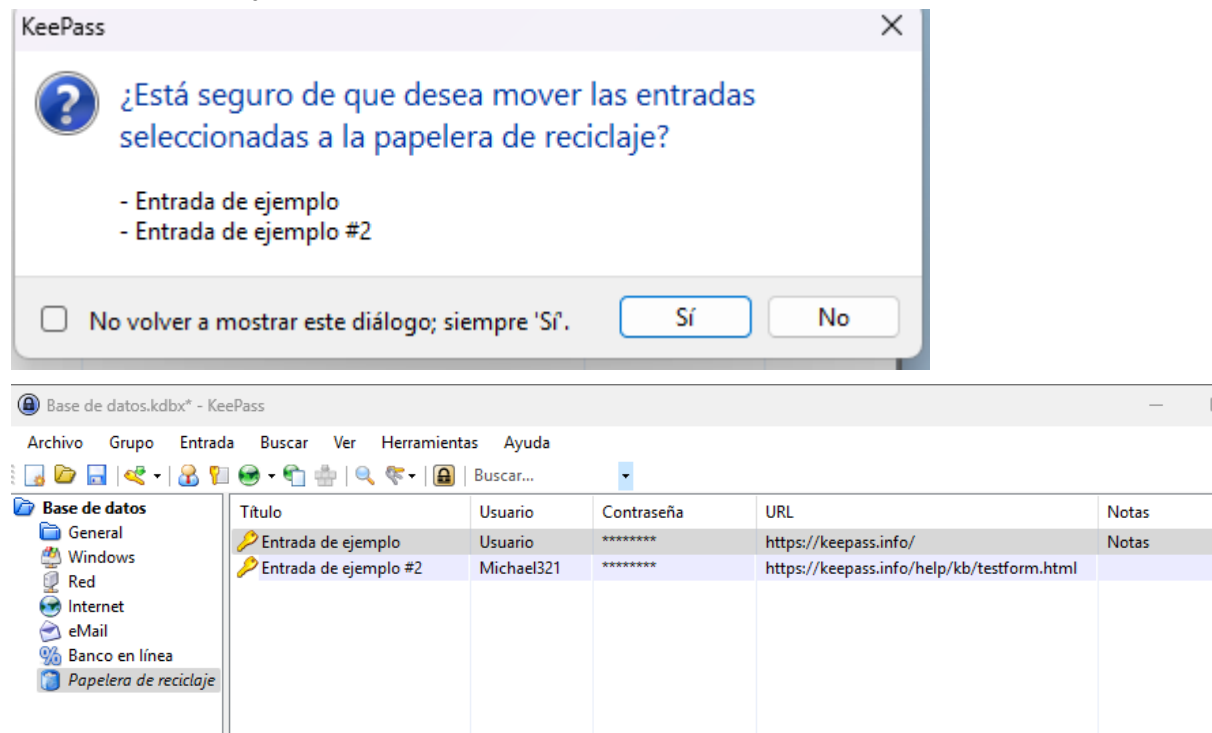 KeePass
¿Está seguro de que desea mover las entradas
seleccionadas a la papelera de reciclaje?
- Entrada de ejemplo
- Entrada de ejemplo #2
No volver a mostrar este diálogo; siempre 'Sí'.
Sí
No
Base de datos.kdbx* - KeePass
Archivo Grupo Entrada Buscar Ver Herramientas Ayuda
Buscar...
Base de datos
General
Windows
Red
Internet
eMail
Banco en línea
Papelera de reciclaje
Título Usuario Contraseña URL Notas
Entrada de ejemplo Usuario ******** https://keepass.info/ Notas
Entrada de ejemplo #2 Michael321 ******** https://keepass.info/help/kb/testform.html